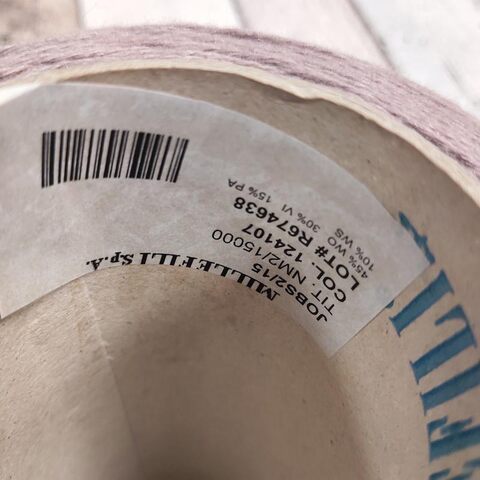 MILLEFILI S.p.A.
JOBS2/15
TIT. NM2/15000
COL. 124107
LOT# R674638
45% WO 30% VI 15% PA
10% WS